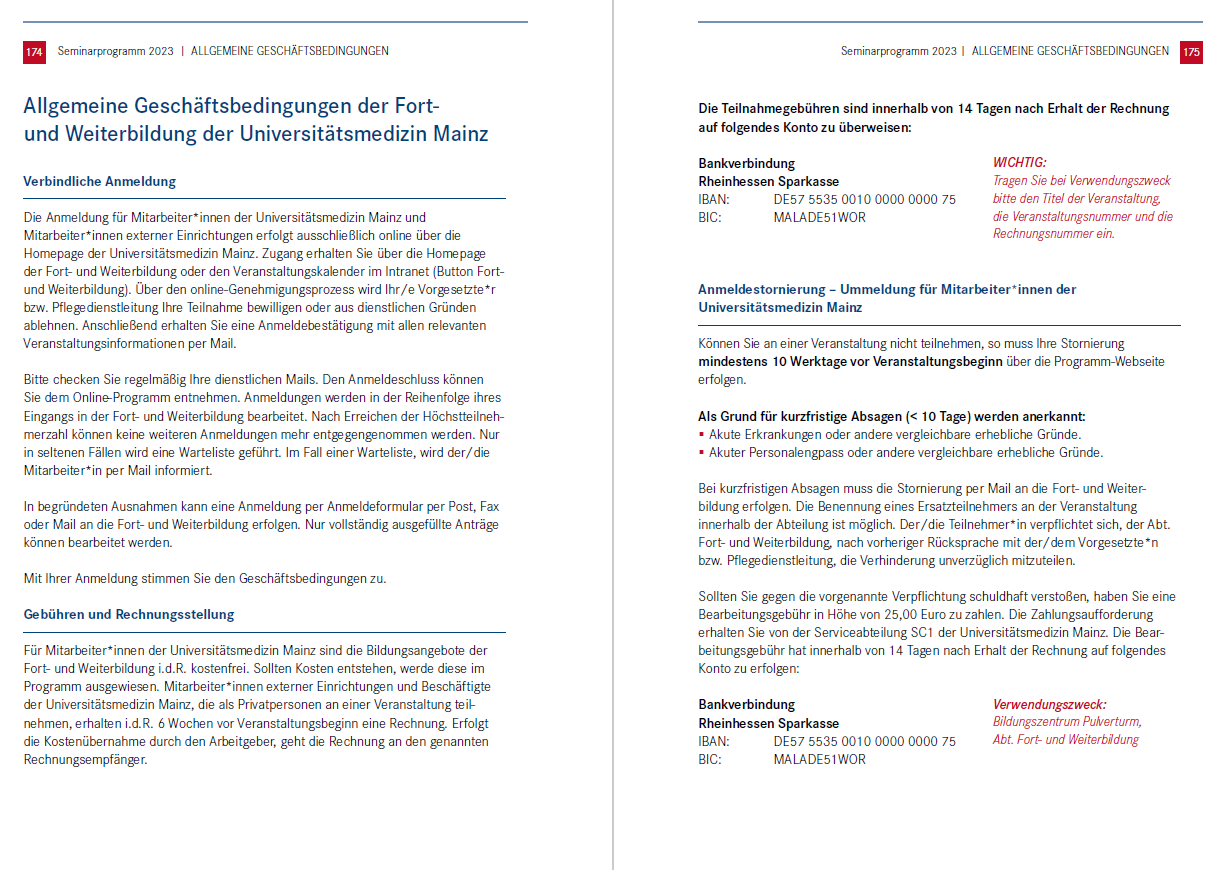 174 Seminarprogramm 2023 | ALLGEMEINE GESCHÄFTSBEDINGUNGEN
Allgemeine Geschäftsbedingungen der Fort-
und Weiterbildung der Universitätsmedizin Mainz
Verbindliche Anmeldung
Die Anmeldung für Mitarbeiter*innen der Universitätsmedizin Mainz und
Mitarbeiter*innen externer Einrichtungen erfolgt ausschließlich online über die
Homepage der Universitätsmedizin Mainz. Zugang erhalten Sie über die Homepage
der Fort- und Weiterbildung oder den Veranstaltungskalender im Intranet (Button Fort-
und Weiterbildung). Über den online-Genehmigungsprozess wird Ihr/e Vorgesetzte*r
bzw. Pflegedienstleitung Ihre Teilnahme bewilligen oder aus dienstlichen Gründen
ablehnen. Anschließend erhalten Sie eine Anmeldebestätigung mit allen relevanten
Veranstaltungsinformationen per Mail.
Bitte checken Sie regelmäßig Ihre dienstlichen Mails. Den Anmeldeschluss können
Sie dem Online-Programm entnehmen. Anmeldungen werden in der Reihenfolge ihres
Eingangs in der Fort- und Weiterbildung bearbeitet. Nach Erreichen der Höchstteilneh-
merzahl können keine weiteren Anmeldungen mehr entgegengenommen werden. Nur
in seltenen Fällen wird eine Warteliste geführt. Im Fall einer Warteliste, wird der/die
Mitarbeiter*in per Mail informiert.
In begründeten Ausnahmen kann eine Anmeldung per Anmeldeformular per Post, Fax
oder Mail an die Fort- und Weiterbildung erfolgen. Nur vollständig ausgefüllte Anträge
können bearbeitet werden.
Mit Ihrer Anmeldung stimmen Sie den Geschäftsbedingungen zu.
Gebühren und Rechnungsstellung
Für Mitarbeiter*innen der Universitätsmedizin Mainz sind die Bildungsangebote der
Fort- und Weiterbildung i.d.R. kostenfrei. Sollten Kosten entstehen, werde diese im
Programm ausgewiesen. Mitarbeiter*innen externer Einrichtungen und Beschäftigte
der Universitätsmedizin Mainz, die als Privatpersonen an einer Veranstaltung teil-
nehmen, erhalten i.d.R. 6 Wochen vor Veranstaltungsbeginn eine Rechnung. Erfolgt
die Kostenübernahme durch den Arbeitgeber, geht die Rechnung an den genannten
Rechnungsempfänger.
Seminarprogramm 2023 | ALLGEMEINE GESCHÄFTSBEDINGUNGEN 175
Die Teilnahmegebühren sind innerhalb von 14 Tagen nach Erhalt der Rechnung
auf folgendes Konto zu überweisen:
Bankverbindung
Rheinhessen Sparkasse
IBAN: DE57 5535 0010 0000 0000 75
BIC: MALADE51WOR
WICHTIG:
Tragen Sie bei Verwendungszweck
bitte den Titel der Veranstaltung,
die Veranstaltungsnummer und die
Rechnungsnummer ein.
Anmeldestornierung – Ummeldung für Mitarbeiter*innen der
Universitätsmedizin Mainz
Können Sie an einer Veranstaltung nicht teilnehmen, so muss Ihre Stornierung
mindestens 10 Werktage vor Veranstaltungsbeginn über die Programm-Webseite
erfolgen.
Als Grund für kurzfristige Absagen (< 10 Tage) werden anerkannt:
▪ Akute Erkrankungen oder andere vergleichbare erhebliche Gründe.
▪ Akuter Personalengpass oder andere vergleichbare erhebliche Gründe.
Bei kurzfristigen Absagen muss die Stornierung per Mail an die Fort- und Weiter-
bildung erfolgen. Die Benennung eines Ersatzteilnehmers an der Veranstaltung
innerhalb der Abteilung ist möglich. Der/die Teilnehmer*in verpflichtet sich, der Abt.
Fort- und Weiterbildung, nach vorheriger Rücksprache mit der/dem Vorgesetzte*n
bzw. Pflegedienstleitung, die Verhinderung unverzüglich mitzuteilen.
Sollten Sie gegen die vorgenannte Verpflichtung schuldhaft verstoßen, haben Sie eine
Bearbeitungsgebühr in Höhe von 25,00 Euro zu zahlen. Die Zahlungsaufforderung
erhalten Sie von der Serviceabteilung SC1 der Universitätsmedizin Mainz. Die Bear-
beitungsgebühr hat innerhalb von 14 Tagen nach Erhalt der Rechnung auf folgendes
Konto zu erfolgen:
Bankverbindung
Rheinhessen Sparkasse
IBAN: DE57 5535 0010 0000 0000 75
BIC: MALADE51WOR
Verwendungszweck:
Bildungszentrum Pulverturm,
Abt. Fort- und Weiterbildung